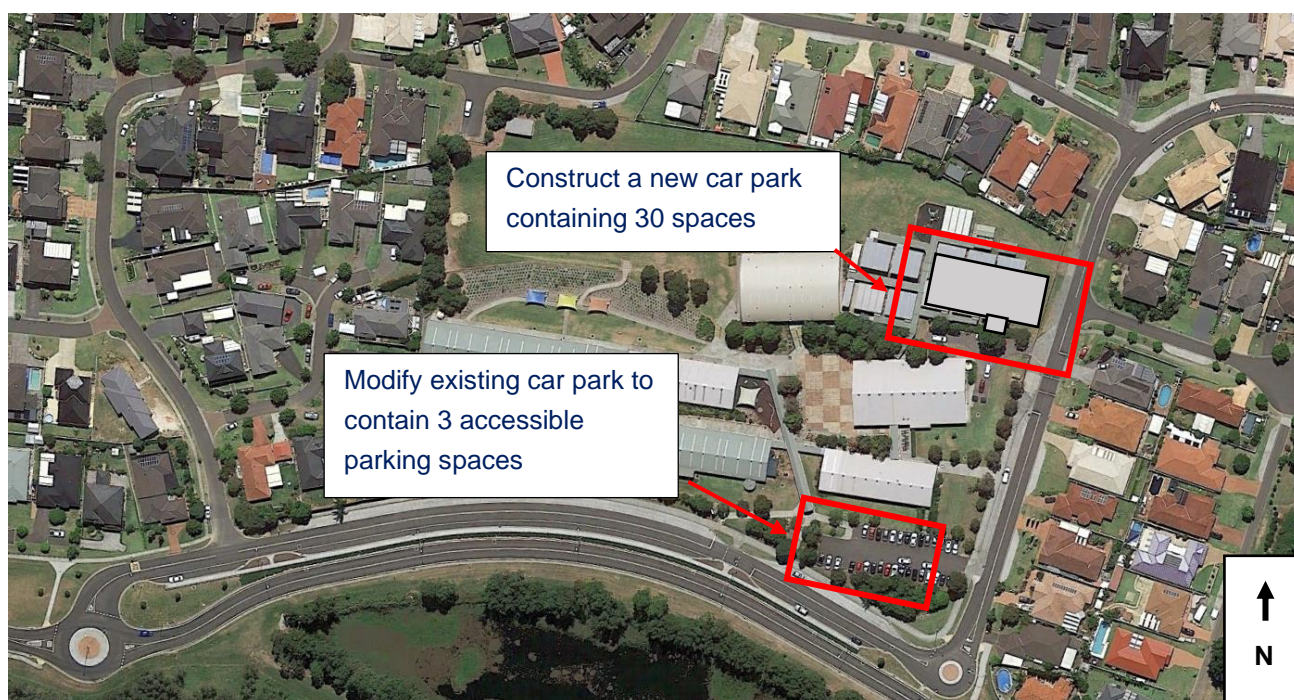 Construct a new car park
containing 30 spaces
Modify existing car park to
contain 3 accessible
parking spaces
N